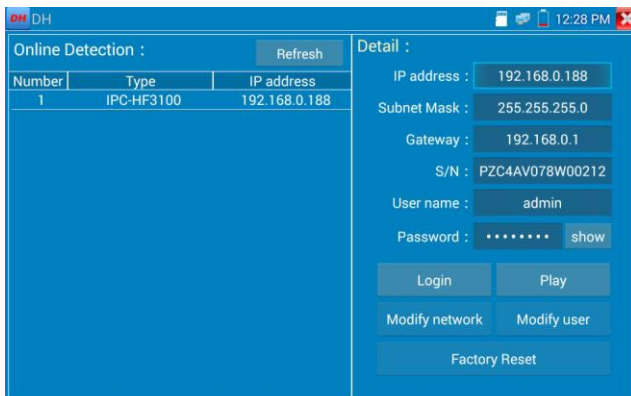 DH DH 12:28 PM
Online Detection :
Refresh
Number Type IP address
1 IPC-HF3100 192.168.0.188
Detail :
IP address : 192.168.0.188
Subnet Mask : 255.255.255.0
Gateway : 192.168.0.1
S/N : PZC4AV078W00212
User name : admin
Password : •••••••• show
Login Play
Modify network Modify user
Factory Reset